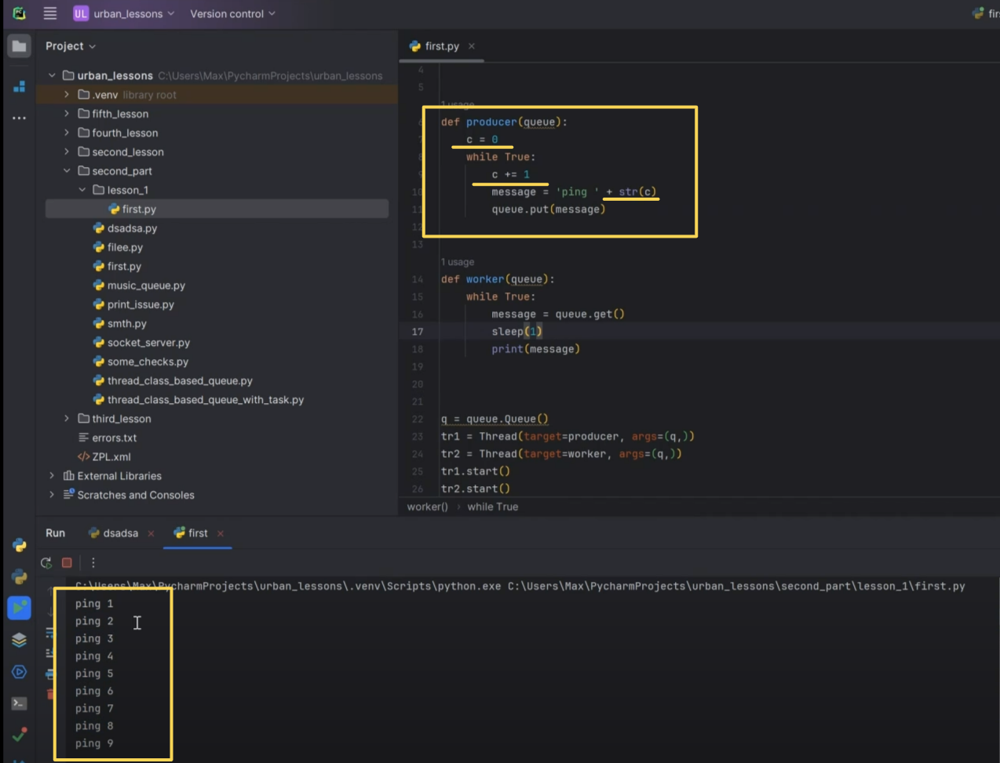 UL urban_lessons Version control
Project
first.py
urban_lessons C:\Users\Max\PycharmProjects\urban_lessons
.venv library root
fifth_lesson
fourth_lesson
second_lesson
second_part
lesson_1
first.py
dsadsa.py
filee.py
first.py
music_queue.py
print_issue.py
smth.py
socket_server.py
some_checks.py
thread_class_based_queue.py
thread_class_based_queue_with_task.py
third_lesson
errors.txt
ZPL.xml
External Libraries
Scratches and Consoles
4
5
1 usage
6 def producer(queue):
7 c = 0
8 while True:
9 c += 1
10 message = 'ping ' + str(c)
11 queue.put(message)
12
13
1 usage
14 def worker(queue):
15 while True:
16 message = queue.get()
17 sleep(1)
18 print(message)
19
20
21
22 q = queue.Queue()
23 tr1 = Thread(target=producer, args=(q,))
24 tr2 = Thread(target=worker, args=(q,))
25 tr1.start()
26 tr2.start()
worker() while True
Run dsadsa first
C:\Users\Max\PycharmProjects\urban_lessons\.venv\Scripts\python.exe C:\Users\Max\PycharmProjects\urban_lessons\second_part\lesson_1\first.py
ping 1
ping 2
ping 3
ping 4
ping 5
ping 6
ping 7
ping 8
ping 9